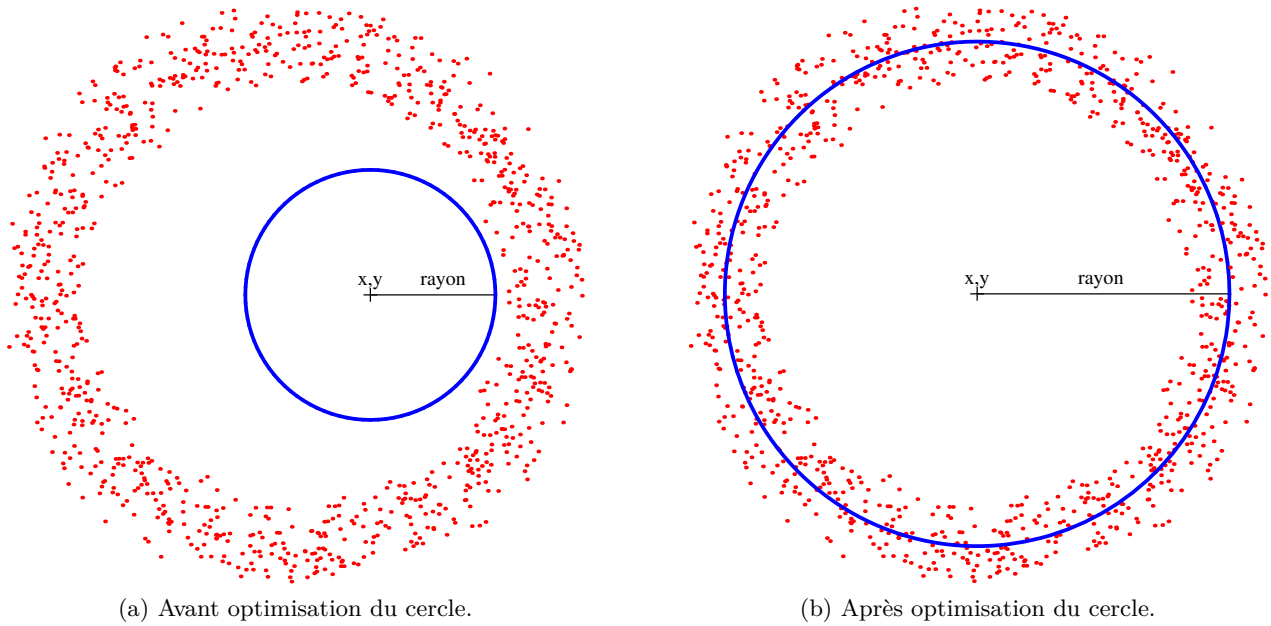 x,y
rayon
x,y
rayon
(a) Avant optimisation du cercle.
(b) Après optimisation du cercle.